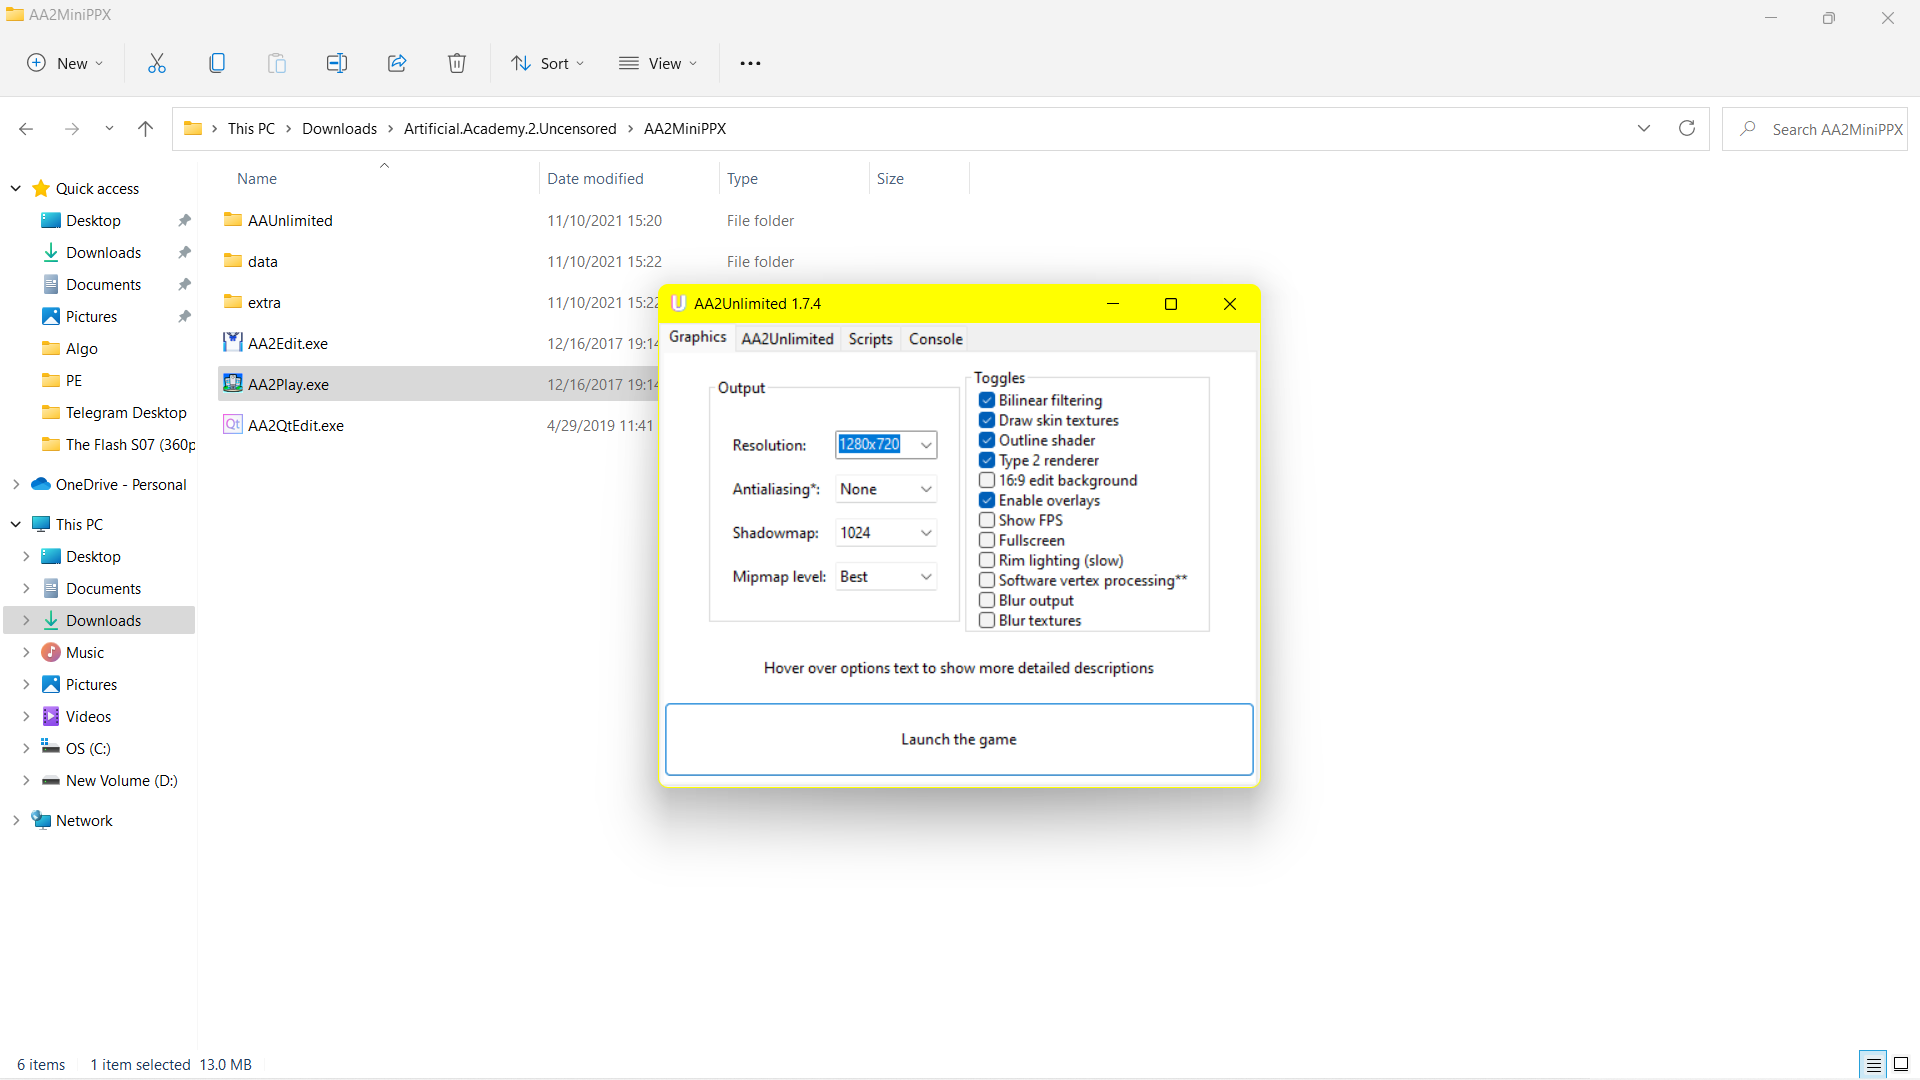 AA2MiniPPX
New
Sort
View
This PC
Downloads
Artificial.Academy.2.Uncensored
AA2MiniPPX
Search AA2MiniPPX
Quick access
Desktop
Downloads
Documents
Pictures
Algo
PE
Telegram Desktop
The Flash S07 (360p
OneDrive - Personal
This PC
Desktop
Documents
Downloads
Music
Pictures
Videos
OS (C:)
New Volume (D:)
Network
Name Date modified Type Size
AAUnlimited 11/10/2021 15:20 File folder
data 11/10/2021 15:22 File folder
extra 11/10/2021 15:22
AA2Edit.exe 12/16/2017 19:14
AA2Play.exe 12/16/2017 19:14
AA2QtEdit.exe 4/29/2019 11:41
AA2Unlimited 1.7.4
Graphics AA2Unlimited Scripts Console
Output
Resolution: 1280x720
Antialiasing*: None
Shadowmap: 1024
Mipmap level: Best
Toggles
Bilinear filtering
Draw skin textures
Outline shader
Type 2 renderer
16:9 edit background
Enable overlays
Show FPS
Fullscreen
Rim lighting (slow)
Software vertex processing**
Blur output
Blur textures
Hover over options text to show more detailed descriptions
Launch the game
6 items 1 item selected 13.0 MB